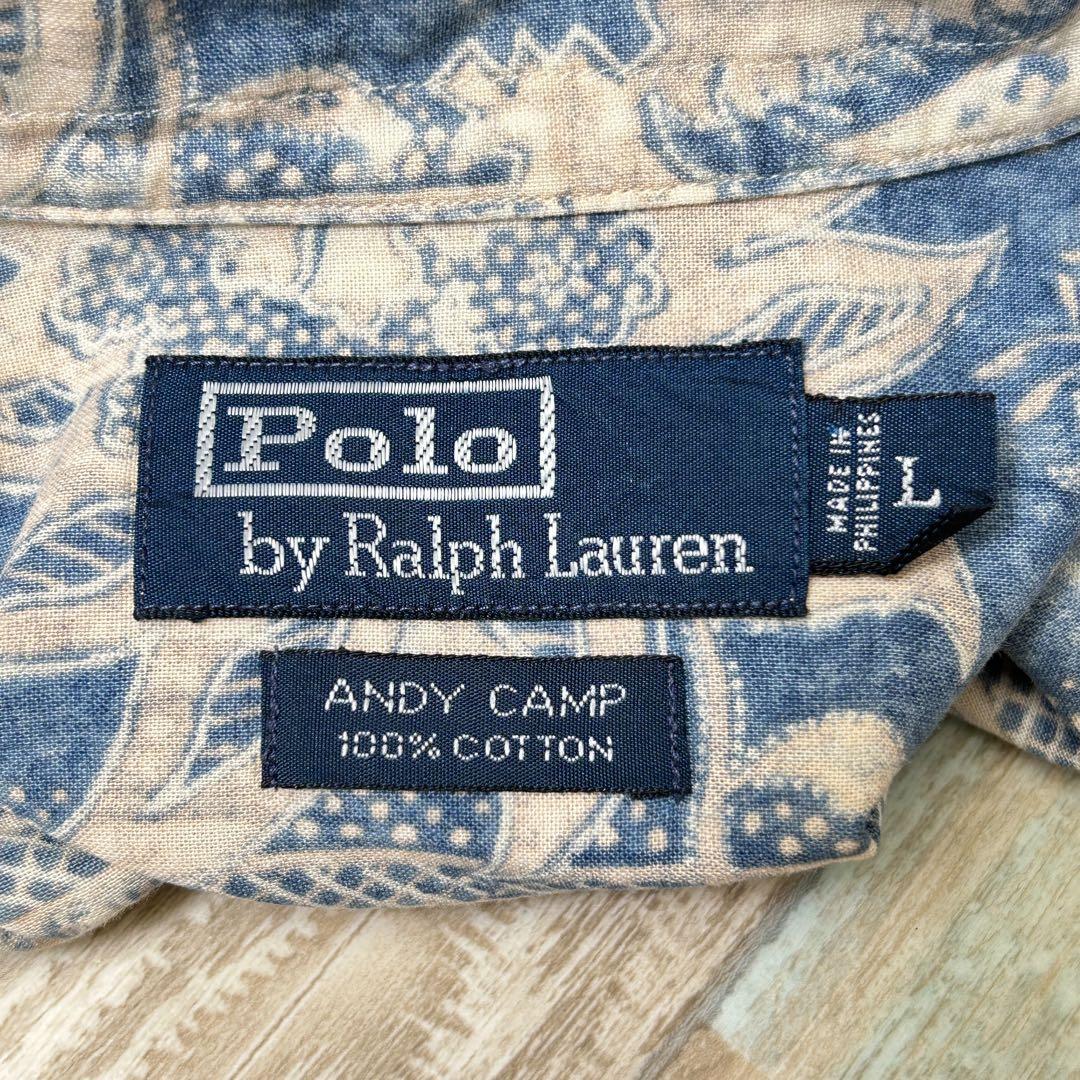 Polo
by Ralph Lauren
MADE IN
PHILIPPINES
L
ANDY CAMP
100% COTTON